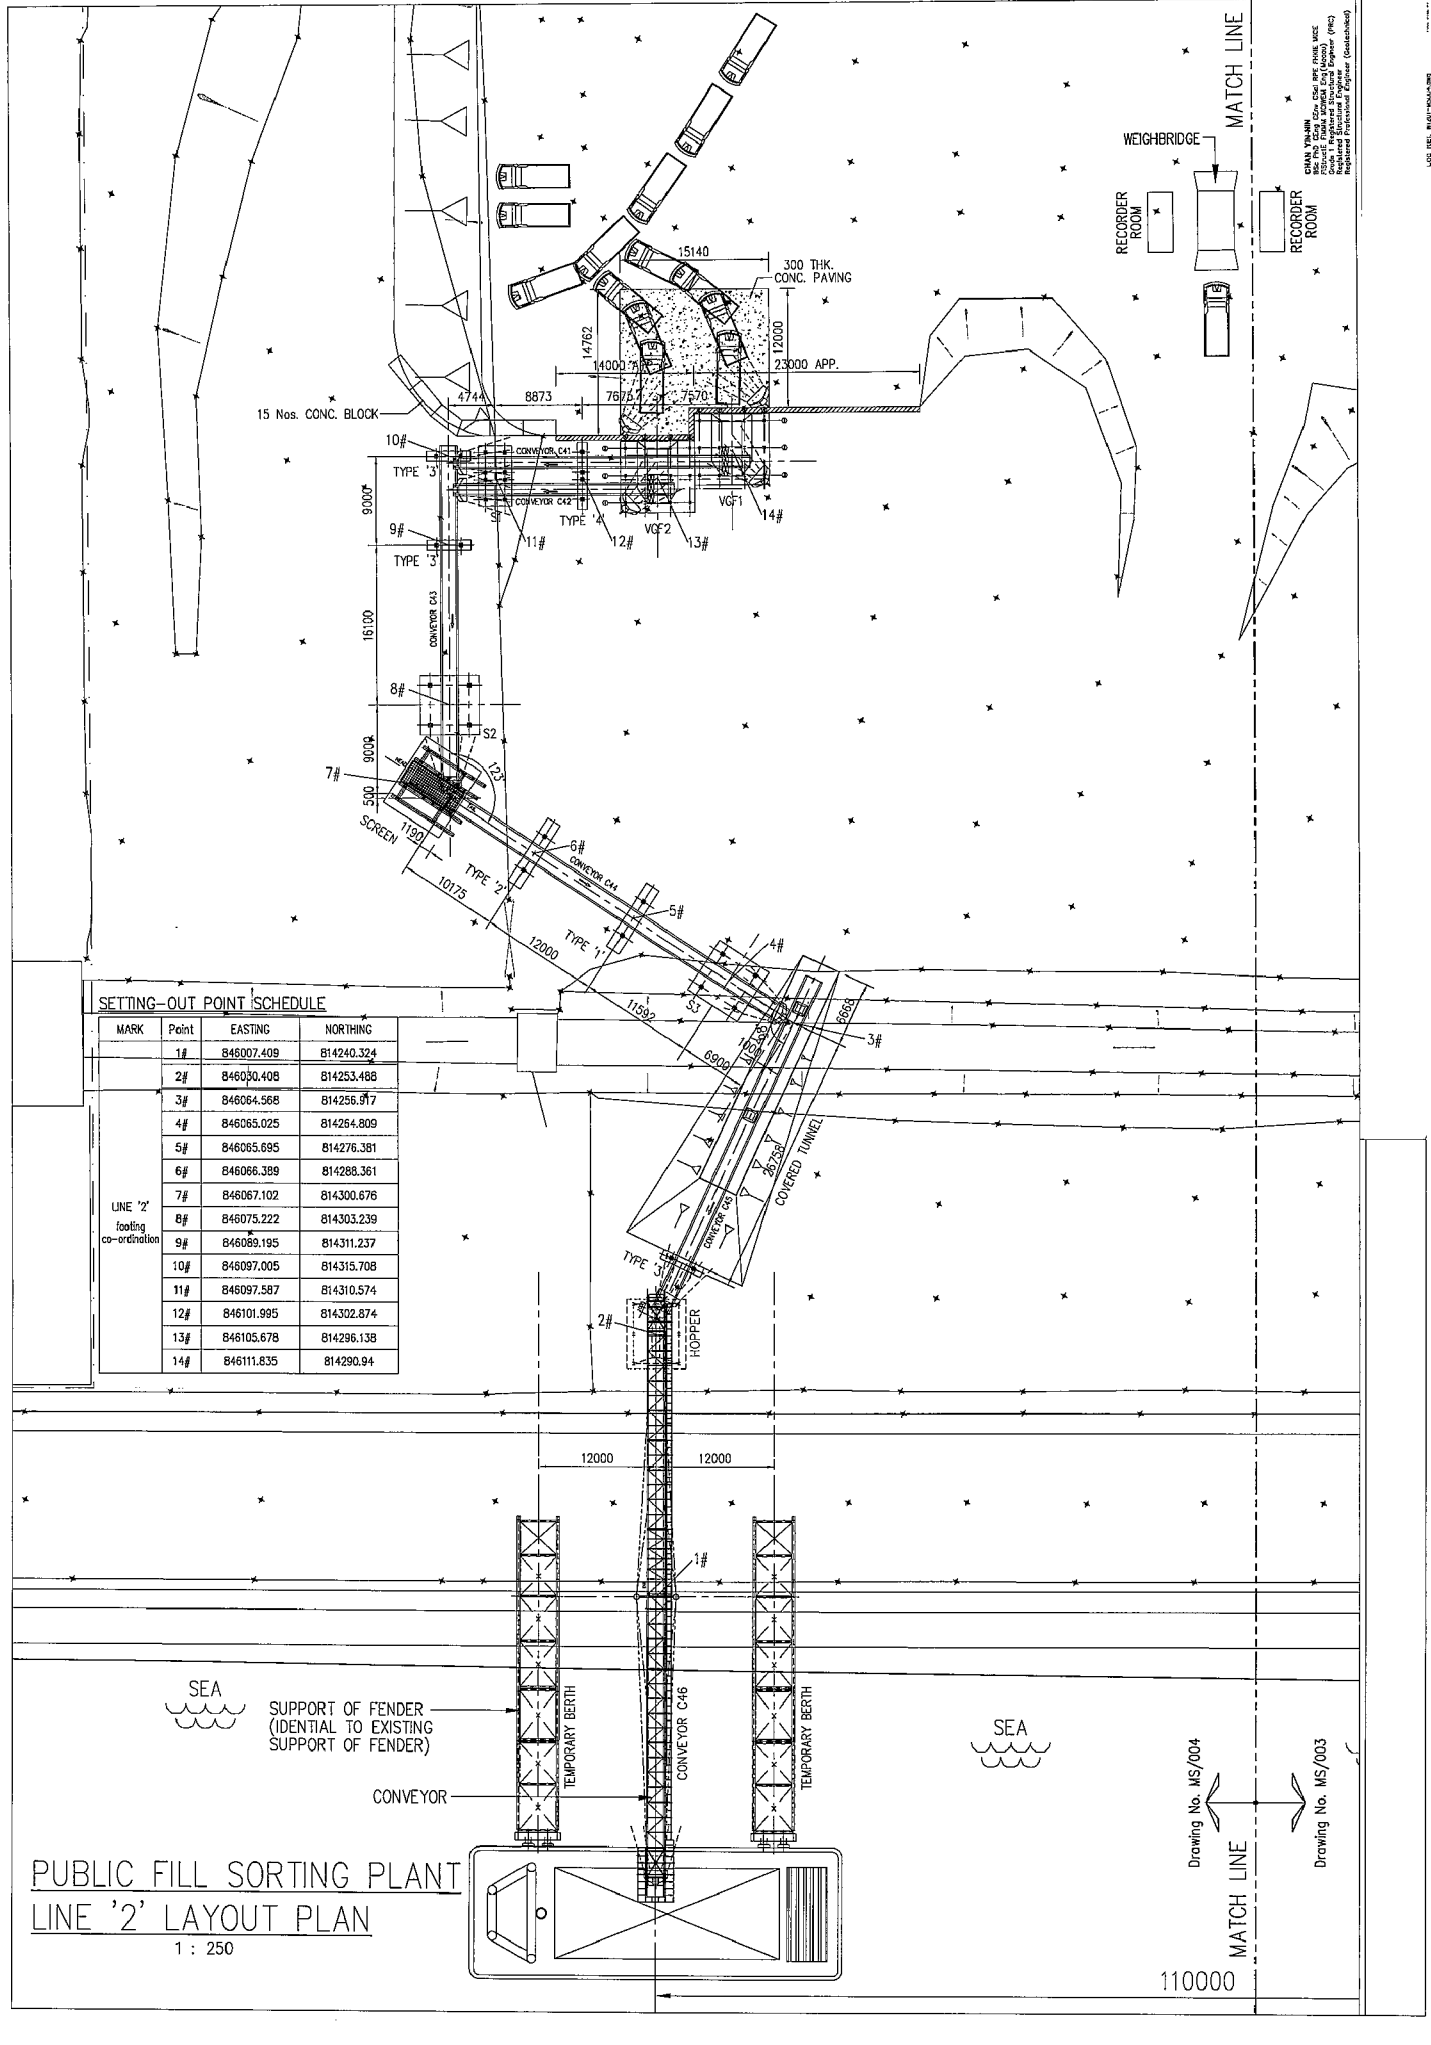 MATCH LINE
CHAN YIN-NIN
WEIGHBRIDGE
RECORDER
ROOM
RECORDER
ROOM
15140
300 THK.
CONC. PAVING
14762
12000
14000 APP.
23000 APP.
4744
8873
7675
7570
15 Nos. CONC. BLOCK
10#
TYPE '3'
CONVEYOR C41
CONVEYOR C42
S1
TYPE '4'
VGF2
VGF1
11#
12#
13#
14#
9000
9#
TYPE '3'
16100
CONVEYOR C43
8#
S2
9000
7#
500
123°
SCREEN
1190
6#
CONVEYOR C44
TYPE '2'
10175
5#
TYPE '1'
12000
4#
S3
11592
6668
3#
6900
26758
COVERED TUNNEL
CONVEYOR C45
TYPE '3'
2#
HOPPER
SETTING-OUT POINT SCHEDULE
MARK Point EASTING NORTHING
1# 846007.409 814240.324
2# 846030.408 814253.488
3# 846064.568 814256.917
4# 846065.025 814264.809
5# 846065.695 814276.381
6# 846066.389 814288.361
7# 846067.102 814300.676
8# 846075.222 814303.239
9# 846089.195 814311.237
10# 846097.005 814315.708
11# 846097.587 814310.574
12# 846101.995 814302.874
13# 846105.678 814296.138
14# 846111.835 814290.94
LINE '2'
footing
co-ordination
12000
12000
1#
SEA
SUPPORT OF FENDER
(IDENTIAL TO EXISTING
SUPPORT OF FENDER)
TEMPORARY BERTH
CONVEYOR C46
TEMPORARY BERTH
SEA
CONVEYOR
Drawing No. MS/004
Drawing No. MS/003
MATCH LINE
PUBLIC FILL SORTING PLANT
LINE '2' LAYOUT PLAN
1 : 250
110000